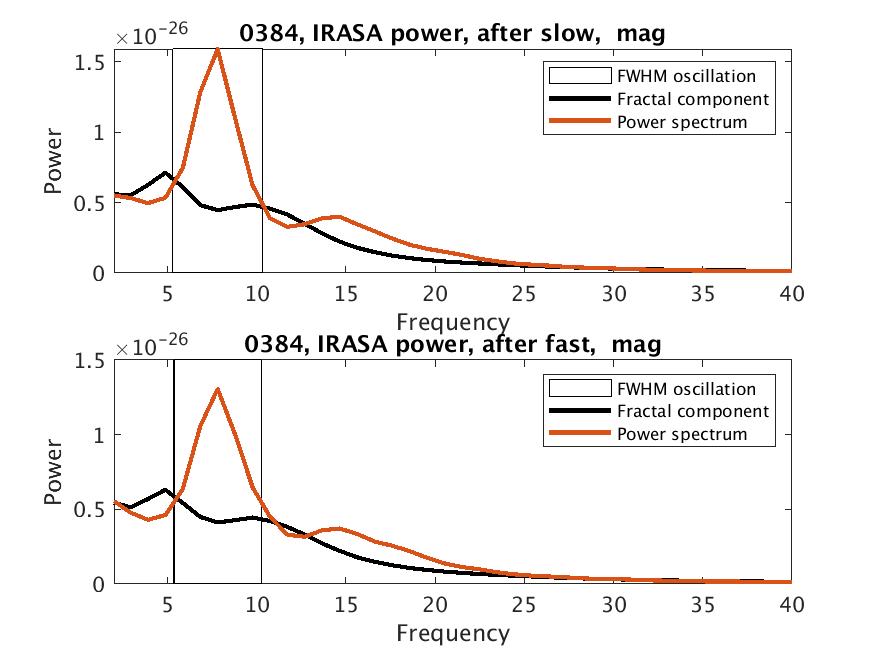 0384, IRASA power, after slow,  mag
×10^-26
1.5
1
0.5
0
Power
FWHM oscillation
Fractal component
Power spectrum
5 10 15 20 25 30 35 40
Frequency
0384, IRASA power, after fast,  mag
×10^-26
1.5
1
0.5
0
Power
FWHM oscillation
Fractal component
Power spectrum
5 10 15 20 25 30 35 40
Frequency